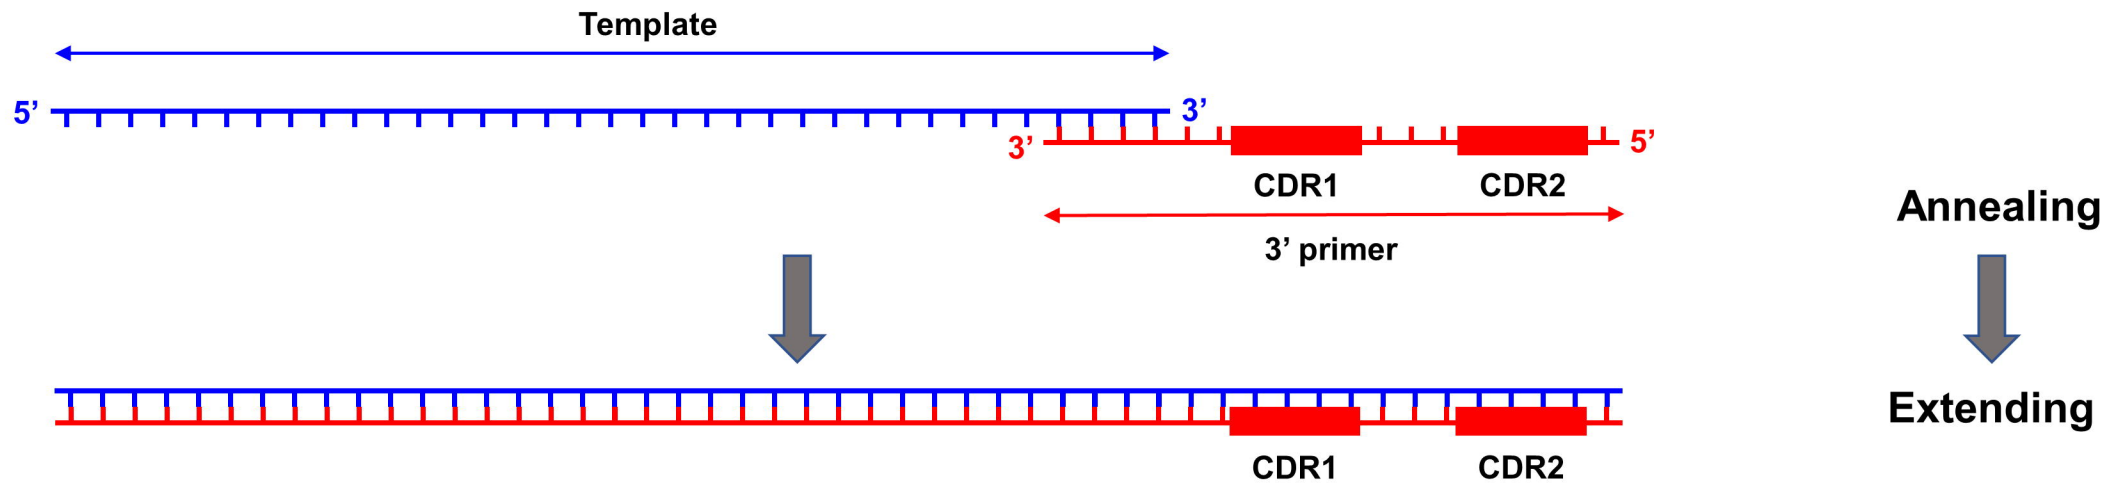 Template
5’
3’
3’
5’
CDR1
CDR2
3’ primer
Annealing
Extending
CDR1
CDR2